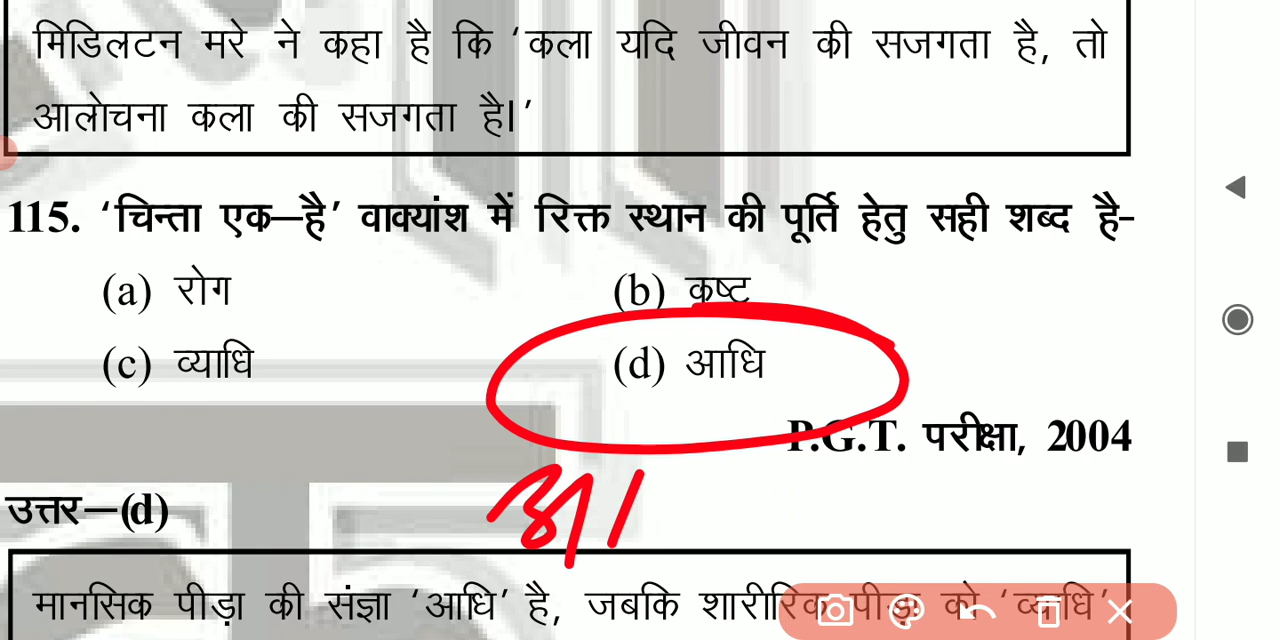 मिडिलटन मरे ने कहा है कि ‘कला यदि जीवन की सजगता है, तो
आलोचना कला की सजगता है।’
115. ‘चिन्ता एक—है’ वाक्यांश में रिक्त स्थान की पूर्ति हेतु सही शब्द है-
(a) रोग (b) कष्ट
(c) व्याधि (d) आधि
P.G.T. परीक्षा, 2004
आ
उत्तर—(d)
मानसिक पीड़ा की संज्ञा ‘आधि’ है, जबकि शारीरिक पीड़ा को ‘व्याधि’